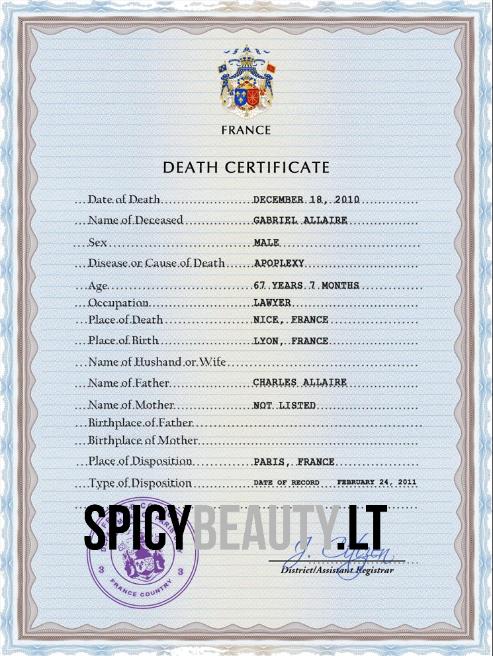 FRANCE
DEATH CERTIFICATE
Date of Death DECEMBER 18, 2010
Name of Deceased GABRIEL ALLAIRE
Sex MALE
Disease or Cause of Death APOPLEXY
Age 67 YEARS 7 MONTHS
Occupation LAWYER
Place of Death NICE, FRANCE
Place of Birth LYON, FRANCE
Name of Husband or Wife
Name of Father CHARLES ALLAIRE
Name of Mother NOT LISTED
Birthplace of Father
Birthplace of Mother
Place of Disposition PARIS, FRANCE
Type of Disposition DATE OF RECORD FEBRUARY 24, 2011
SPICYBEAUTY.LT
3 3
FRANCE COUNTRY
District/Assistant Registrar